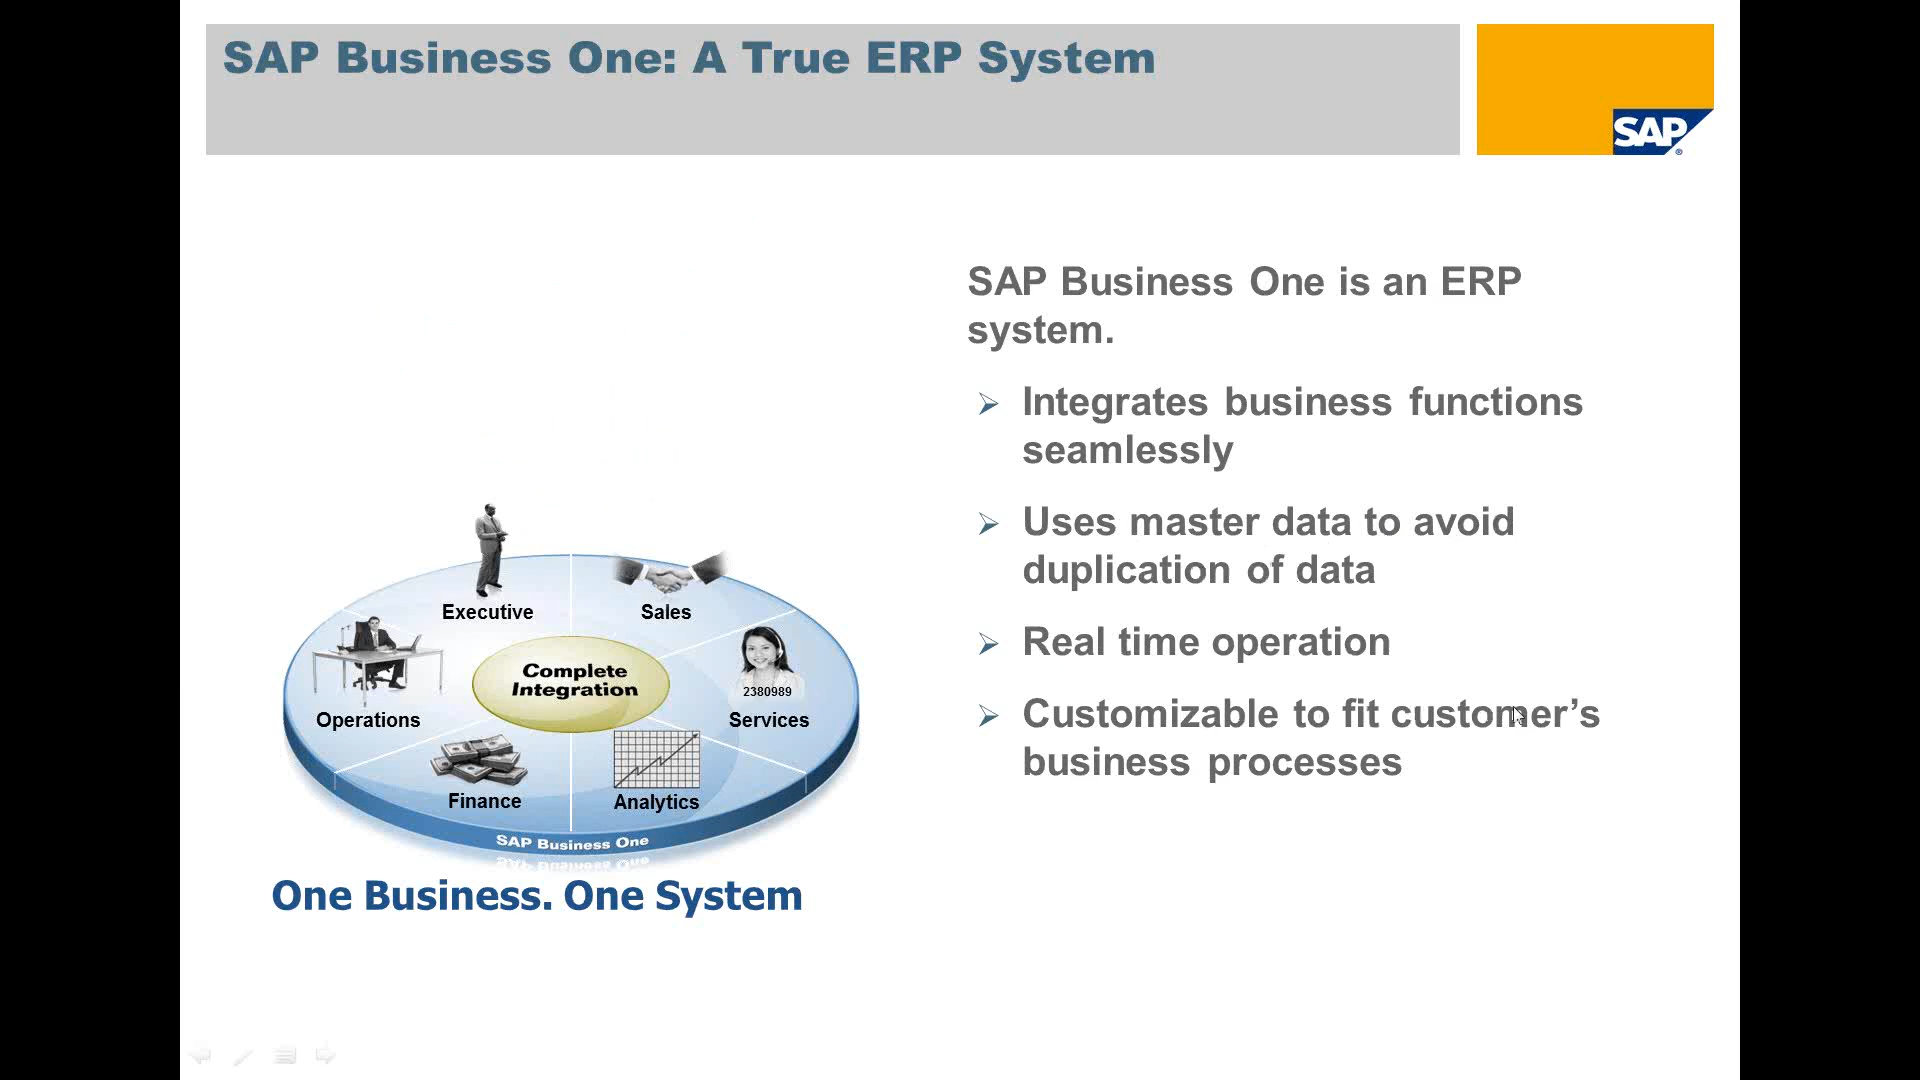 SAP Business One: A True ERP System
SAP
®
SAP Business One is an ERP
system.
Integrates business functions
seamlessly
Uses master data to avoid
duplication of data
Real time operation
Customizable to fit customer’s
business processes
Executive
Sales
Complete
Integration
2380989
Operations
Services
Finance
Analytics
SAP Business One
One Business. One System